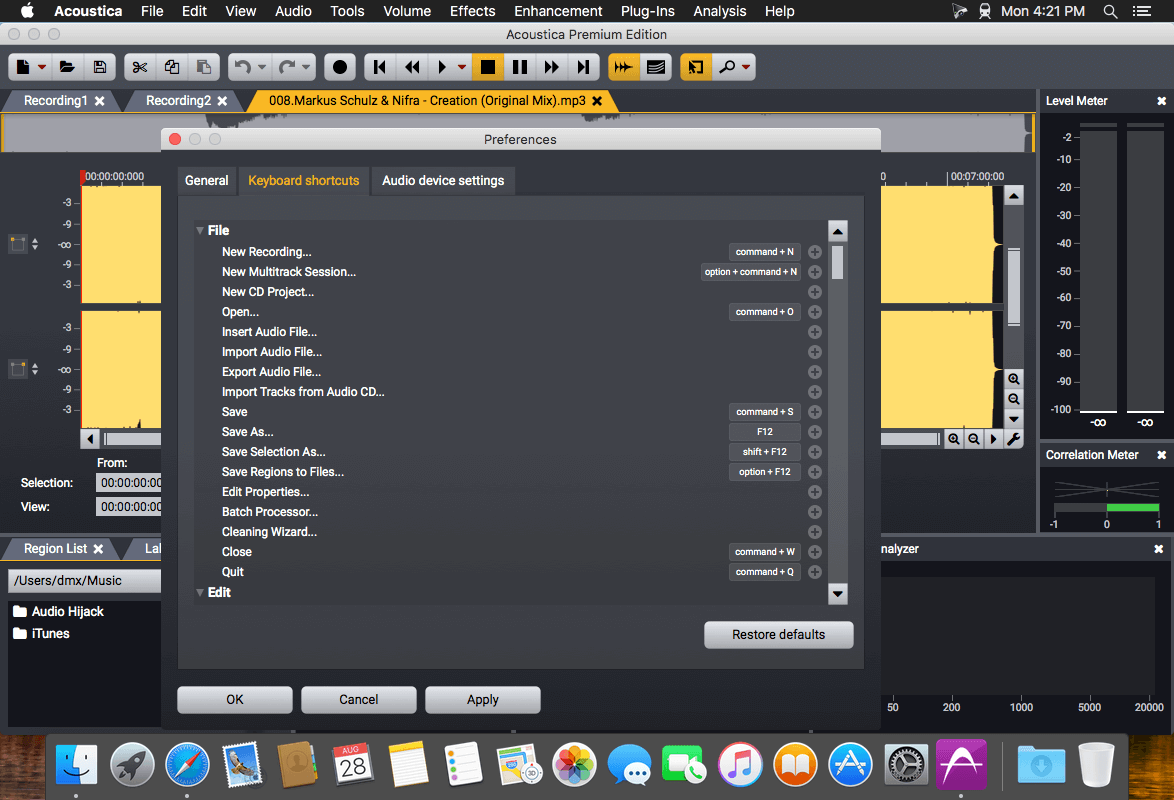 Acoustica File Edit View Audio Tools Volume Effects Enhancement Plug-Ins Analysis Help Mon 4:21 PM
Acoustica Premium Edition
Recording1 Recording2 008.Markus Schulz & Nifra - Creation (Original Mix).mp3
Level Meter
Preferences
General Keyboard shortcuts Audio device settings
00:00:00:000
0 00:07:00:00
-3
-9
-∞
-9
-3
-3
-9
-∞
-9
-3
File
New Recording... command + N
New Multitrack Session... option + command + N
New CD Project...
Open... command + O
Insert Audio File...
Import Audio File...
Export Audio File...
Import Tracks from Audio CD...
Save command + S
Save As... F12
Save Selection As... shift + F12
Save Regions to Files... option + F12
Edit Properties...
Batch Processor...
Cleaning Wizard...
Close command + W
Quit command + Q
Edit
Restore defaults
OK Cancel Apply
-2
-10
-20
-30
-40
-50
-60
-70
-80
-90
-100
-∞ -∞
Correlation Meter
-1 0 1
From:
Selection: 00:00:00:00
View: 00:00:00:00
Region List La
/Users/dmx/Music
Audio Hijack
iTunes
nalyzer
50 200 1000 5000 20000
AUG
28
280
3D